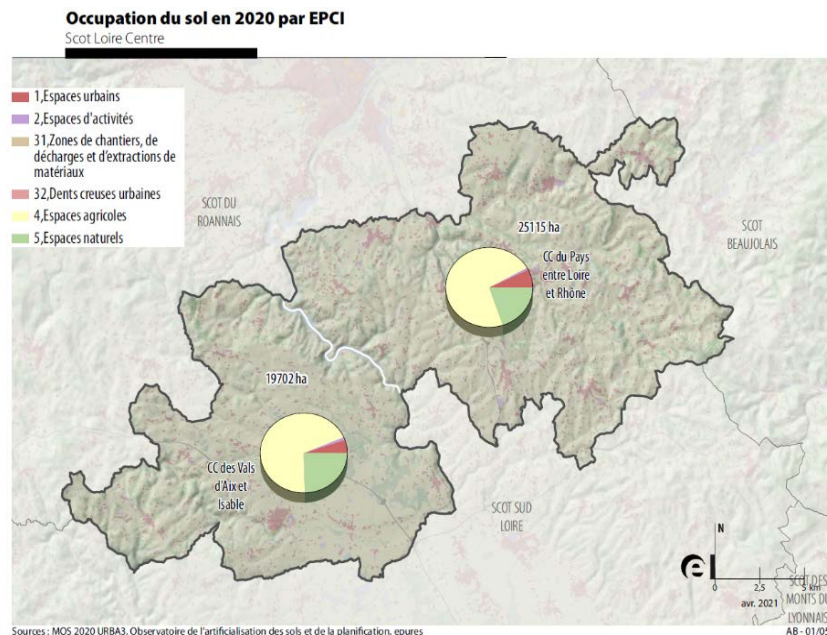 Occupation du sol en 2020 par EPCI
Scot Loire Centre
1,Espaces urbains
2,Espaces d'activités
31,Zones de chantiers, de
décharges et d'extractions de
matériaux
32,Dents creuses urbaines
4,Espaces agricoles
5,Espaces naturels
SCOT DU
ROANNAIS
25115 ha
SCOT
BEAUJOLAIS
CC du Pays
entre Loire
et Rhône
19702 ha
CC des Vals
d'Aix et
Isable
SCOT SUD
LOIRE
N
el
0 2,5 5 km
avr. 2021
SCOT DES
MONTS DU
LYONNAIS
Sources : MOS 2020 URBA3, Observatoire de l'artificialisation des sols et de la planification, epures
AB - 01/09